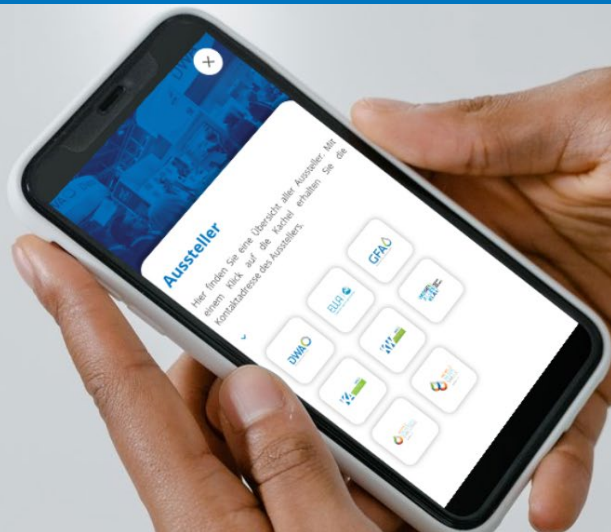 Aussteller
Hier finden Sie eine Übersicht aller Aussteller. Mit
einem Klick auf die Kachel erhalten Sie die
Kontaktadresse des Ausstellers.
DWA
GFA